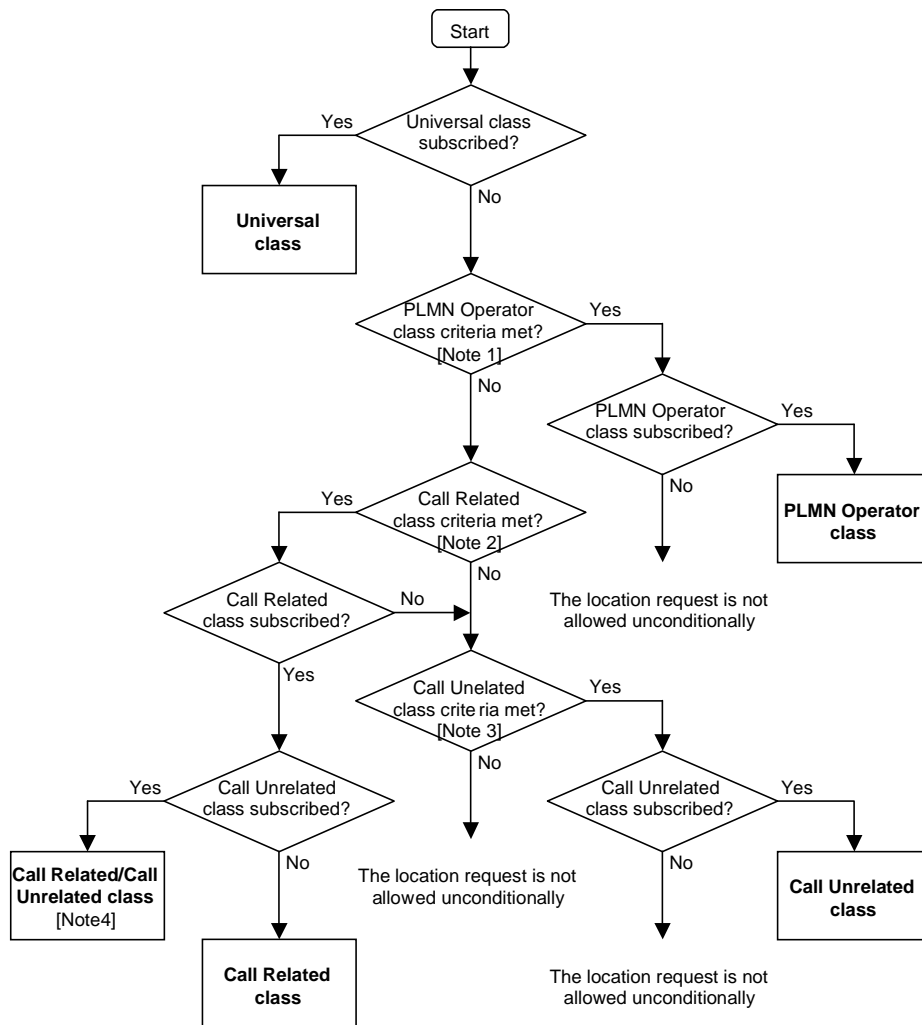 Start
Universal class
subscribed?
Yes
No
Universal
class
PLMN Operator
class criteria met?
[Note 1]
Yes
No
PLMN Operator
class subscribed?
Yes
No
PLMN Operator
class
The location request is not
allowed unconditionally
Call Related
class criteria met?
[Note 2]
Yes
No
Call Related
class subscribed?
No
Yes
Call Unelated
class criteria met?
[Note 3]
Yes
No
The location request is not
allowed unconditionally
Call Unrelated
class subscribed?
Yes
No
Call Related/Call
Unrelated class
[Note4]
Call Related
class
Call Unrelated
class subscribed?
Yes
No
Call Unrelated
class
The location request is not
allowed unconditionally